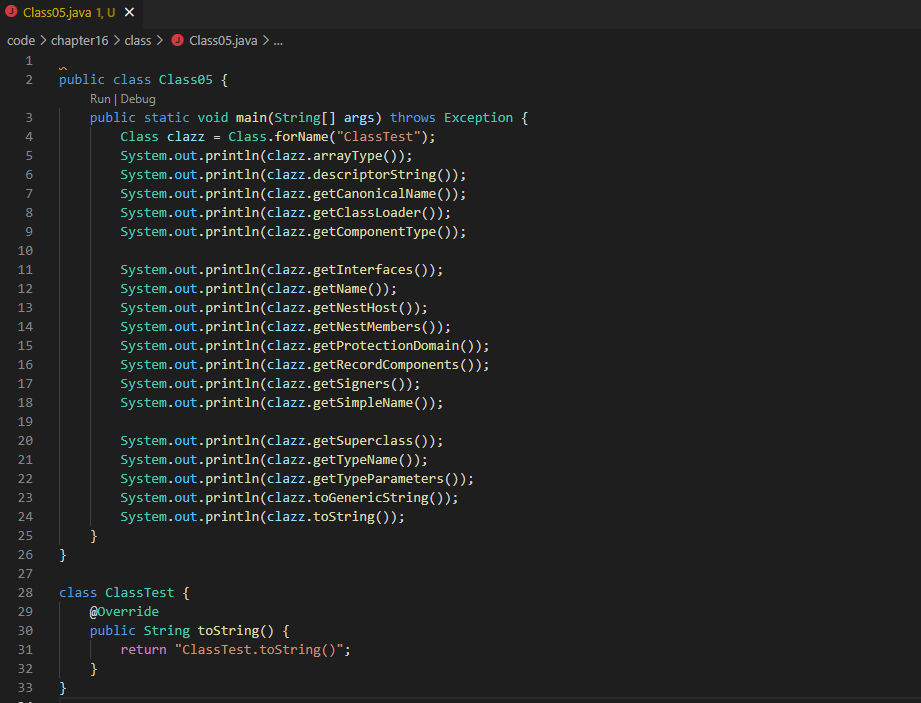 Class05.java 1, U
code > chapter16 > class > Class05.java > ...
1
2 public class Class05 {
Run | Debug
3 public static void main(String[] args) throws Exception {
4 Class clazz = Class.forName("ClassTest");
5 System.out.println(clazz.arrayType());
6 System.out.println(clazz.descriptorString());
7 System.out.println(clazz.getCanonicalName());
8 System.out.println(clazz.getClassLoader());
9 System.out.println(clazz.getComponentType());
10
11 System.out.println(clazz.getInterfaces());
12 System.out.println(clazz.getName());
13 System.out.println(clazz.getNestHost());
14 System.out.println(clazz.getNestMembers());
15 System.out.println(clazz.getProtectionDomain());
16 System.out.println(clazz.getRecordComponents());
17 System.out.println(clazz.getSigners());
18 System.out.println(clazz.getSimpleName());
19
20 System.out.println(clazz.getSuperclass());
21 System.out.println(clazz.getTypeName());
22 System.out.println(clazz.getTypeParameters());
23 System.out.println(clazz.toGenericString());
24 System.out.println(clazz.toString());
25 }
26 }
27
28 class ClassTest {
29 @Override
30 public String toString() {
31 return "ClassTest.toString()";
32 }
33 }